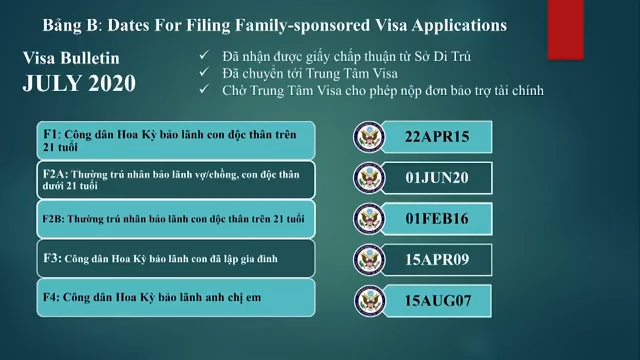 Bảng B: Dates For Filing Family-sponsored Visa Applications
Visa Bulletin
JULY 2020
✓ Đã nhận được giấy chấp thuận từ Sở Di Trú
✓ Đã chuyển tới Trung Tâm Visa
✓ Chờ Trung Tâm Visa cho phép nộp đơn bảo trợ tài chính
F1: Công dân Hoa Kỳ bảo lãnh con độc thân trên
21 tuổi
22APR15
F2A: Thường trú nhân bảo lãnh vợ/chồng, con độc thân
dưới 21 tuổi
01JUN20
F2B: Thường trú nhân bảo lãnh con độc thân trên 21 tuổi
01FEB16
F3: Công dân Hoa Kỳ bảo lãnh con đã lập gia đình
15APR09
F4: Công dân Hoa Kỳ bảo lãnh anh chị em
15AUG07